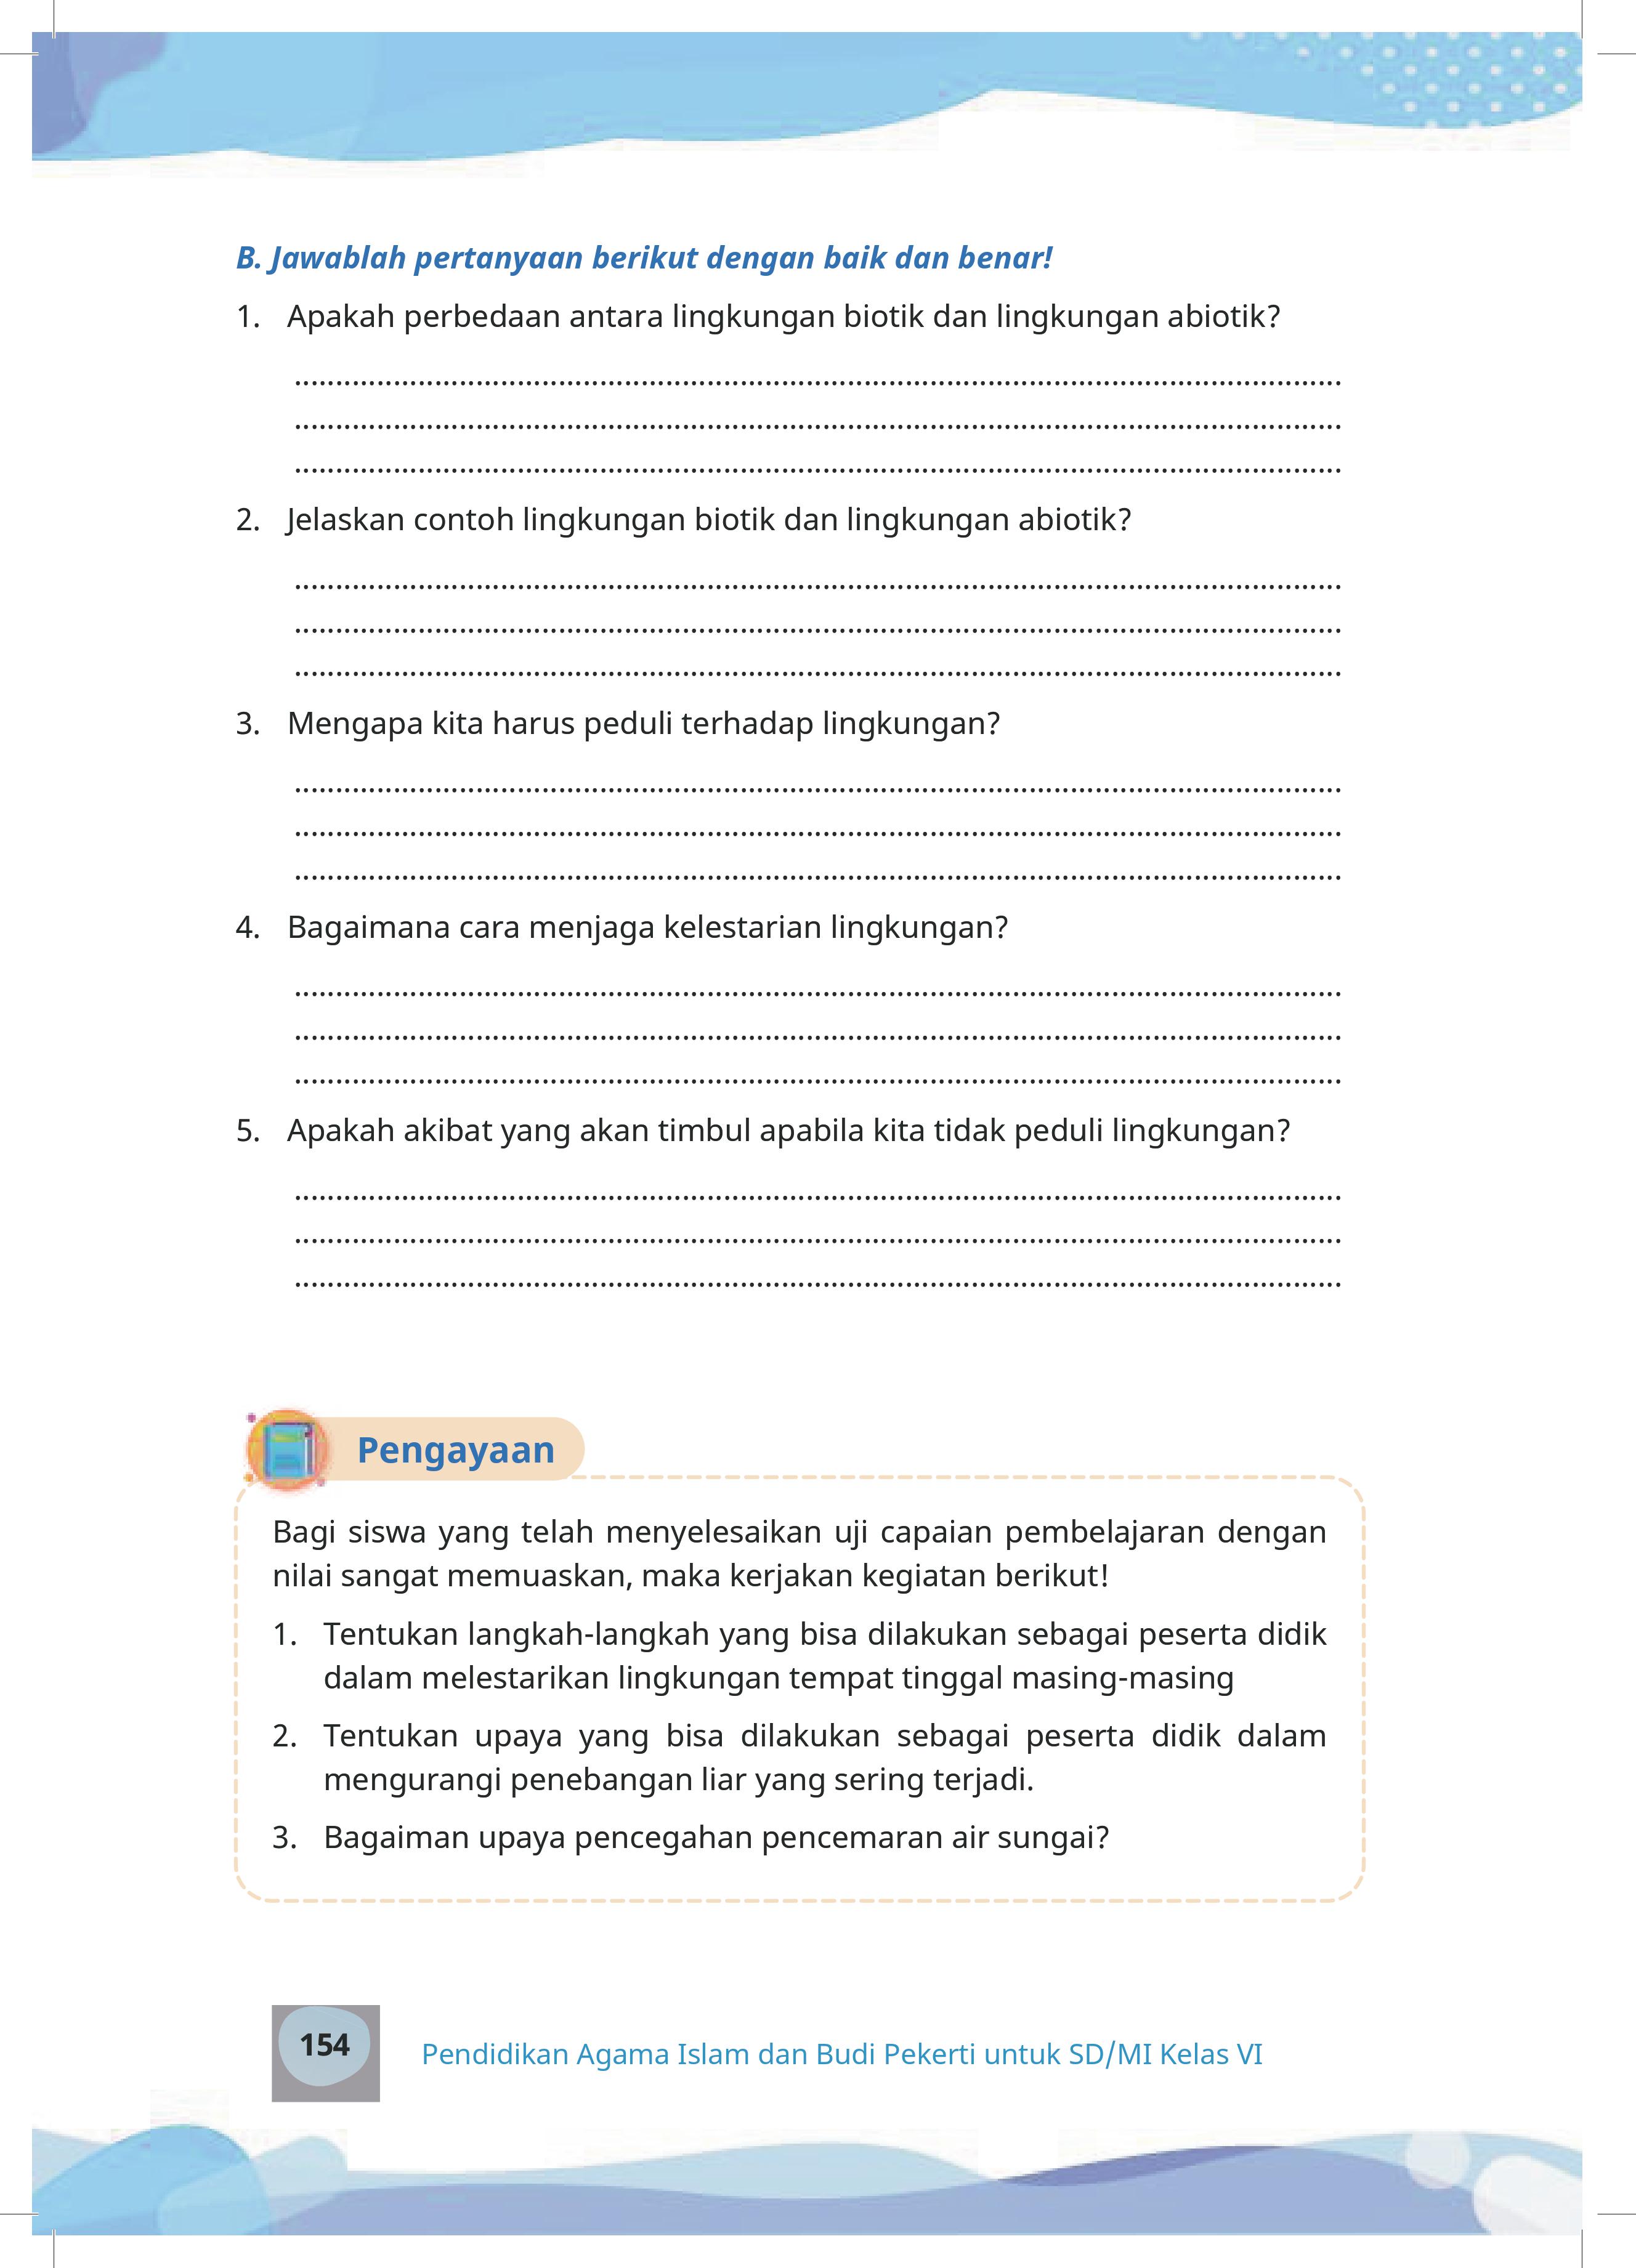 B. Jawablah pertanyaan berikut dengan baik dan benar!
1. Apakah perbedaan antara lingkungan biotik dan lingkungan abiotik?
................................................................................................................................
................................................................................................................................
................................................................................................................................
2. Jelaskan contoh lingkungan biotik dan lingkungan abiotik?
................................................................................................................................
................................................................................................................................
................................................................................................................................
3. Mengapa kita harus peduli terhadap lingkungan?
................................................................................................................................
................................................................................................................................
................................................................................................................................
4. Bagaimana cara menjaga kelestarian lingkungan?
................................................................................................................................
................................................................................................................................
................................................................................................................................
5. Apakah akibat yang akan timbul apabila kita tidak peduli lingkungan?
................................................................................................................................
................................................................................................................................
................................................................................................................................
Pengayaan
Bagi siswa yang telah menyelesaikan uji capaian pembelajaran dengan
nilai sangat memuaskan, maka kerjakan kegiatan berikut!
1. Tentukan langkah-langkah yang bisa dilakukan sebagai peserta didik
dalam melestarikan lingkungan tempat tinggal masing-masing
2. Tentukan upaya yang bisa dilakukan sebagai peserta didik dalam
mengurangi penebangan liar yang sering terjadi.
3. Bagaiman upaya pencegahan pencemaran air sungai?
154
Pendidikan Agama Islam dan Budi Pekerti untuk SD/MI Kelas VI